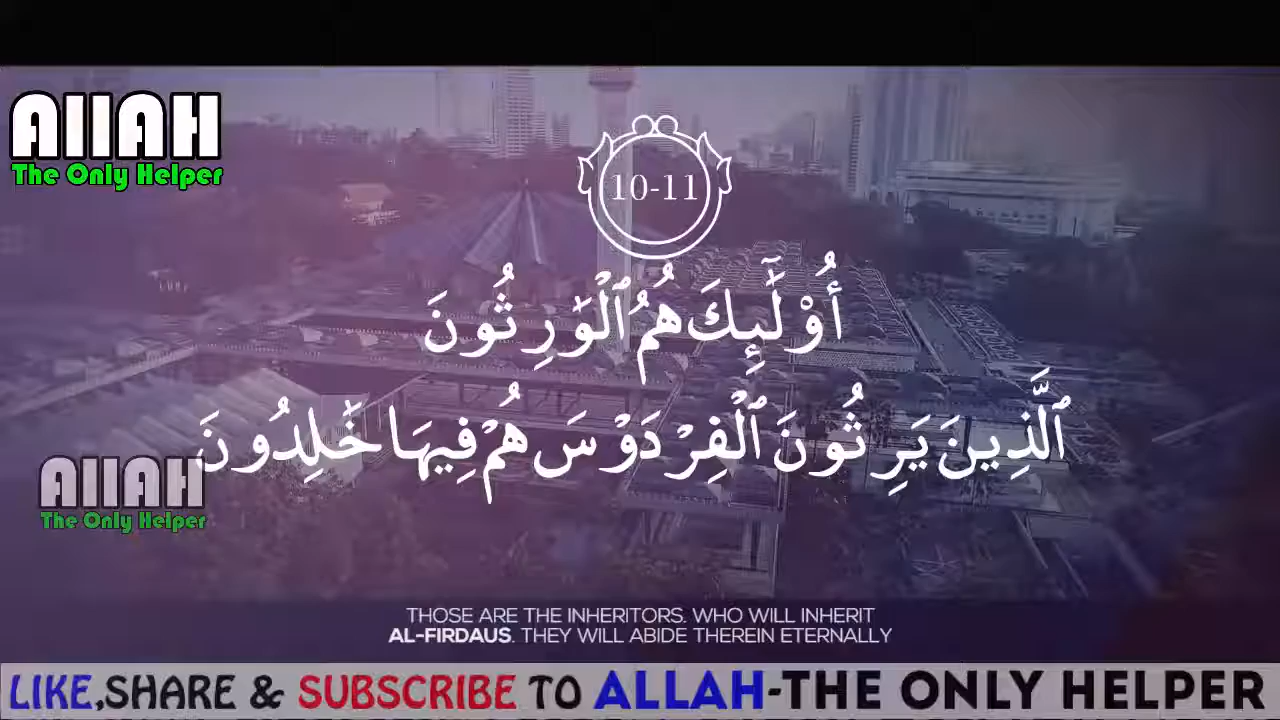 AllAH
The Only Helper
10-11
أُوْلَٰٓئِكَ هُمُ ٱلْوَٰرِثُونَ
ٱلَّذِينَ يَرِثُونَ ٱلْفِرْدَوْسَ هُمْ فِيهَا خَٰلِدُونَ
AllAH
The Only Helper
THOSE ARE THE INHERITORS. WHO WILL INHERIT
AL-FIRDAUS. THEY WILL ABIDE THEREIN ETERNALLY
LIKE,SHARE & SUBSCRIBE TO ALLAH-THE ONLY HELPER